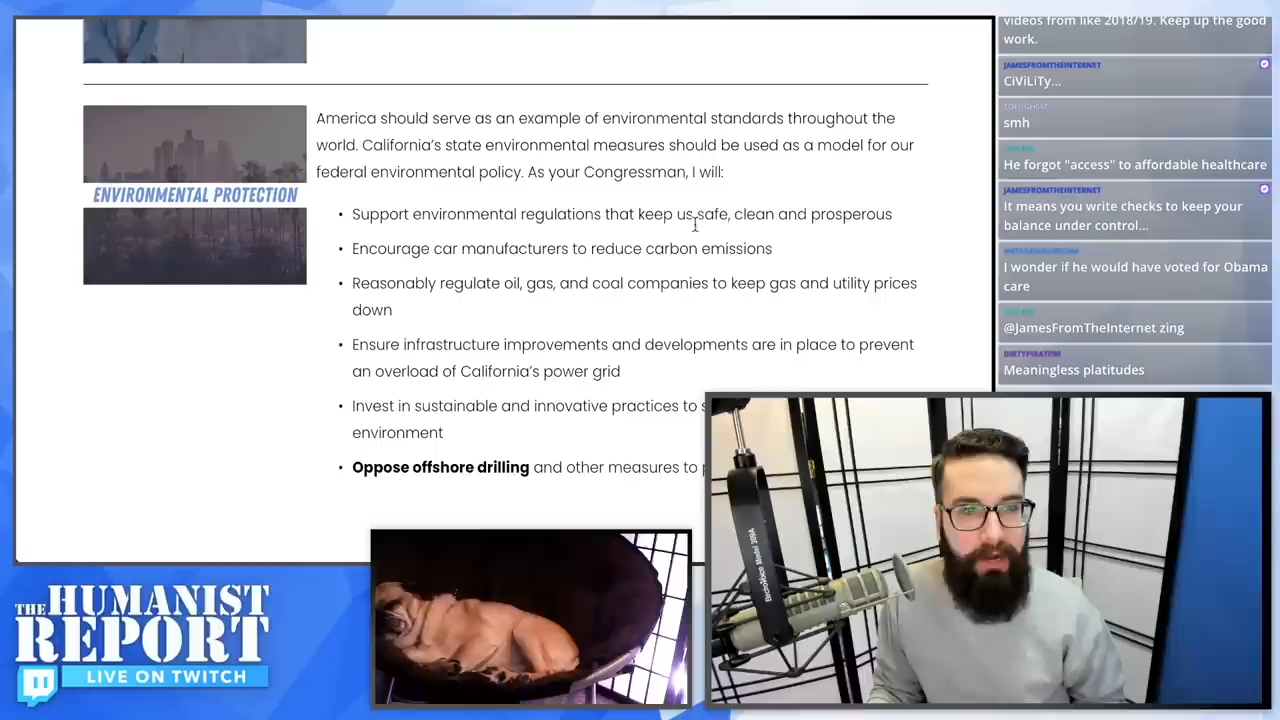 America should serve as an example of environmental standards throughout the
world. California's state environmental measures should be used as a model for our
federal environmental policy. As your Congressman, I will:
ENVIRONMENTAL PROTECTION
• Support environmental regulations that keep us safe, clean and prosperous
• Encourage car manufacturers to reduce carbon emissions
• Reasonably regulate oil, gas, and coal companies to keep gas and utility prices
down
• Ensure infrastructure improvements and developments are in place to prevent
an overload of California's power grid
• Invest in sustainable and innovative practices to
environment
• Oppose offshore drilling and other measures to
videos from like 2018/19. Keep up the good
work.
JAMESFROMTHEINTERNET
CiViLiTy...
smh
He forgot "access" to affordable healthcare
JAMESFROMTHEINTERNET
It means you write checks to keep your
balance under control...
I wonder if he would have voted for Obama
care
@JamesFromTheInternet zing
Meaningless platitudes
THE HUMANIST
REPORT
LIVE ON TWITCH